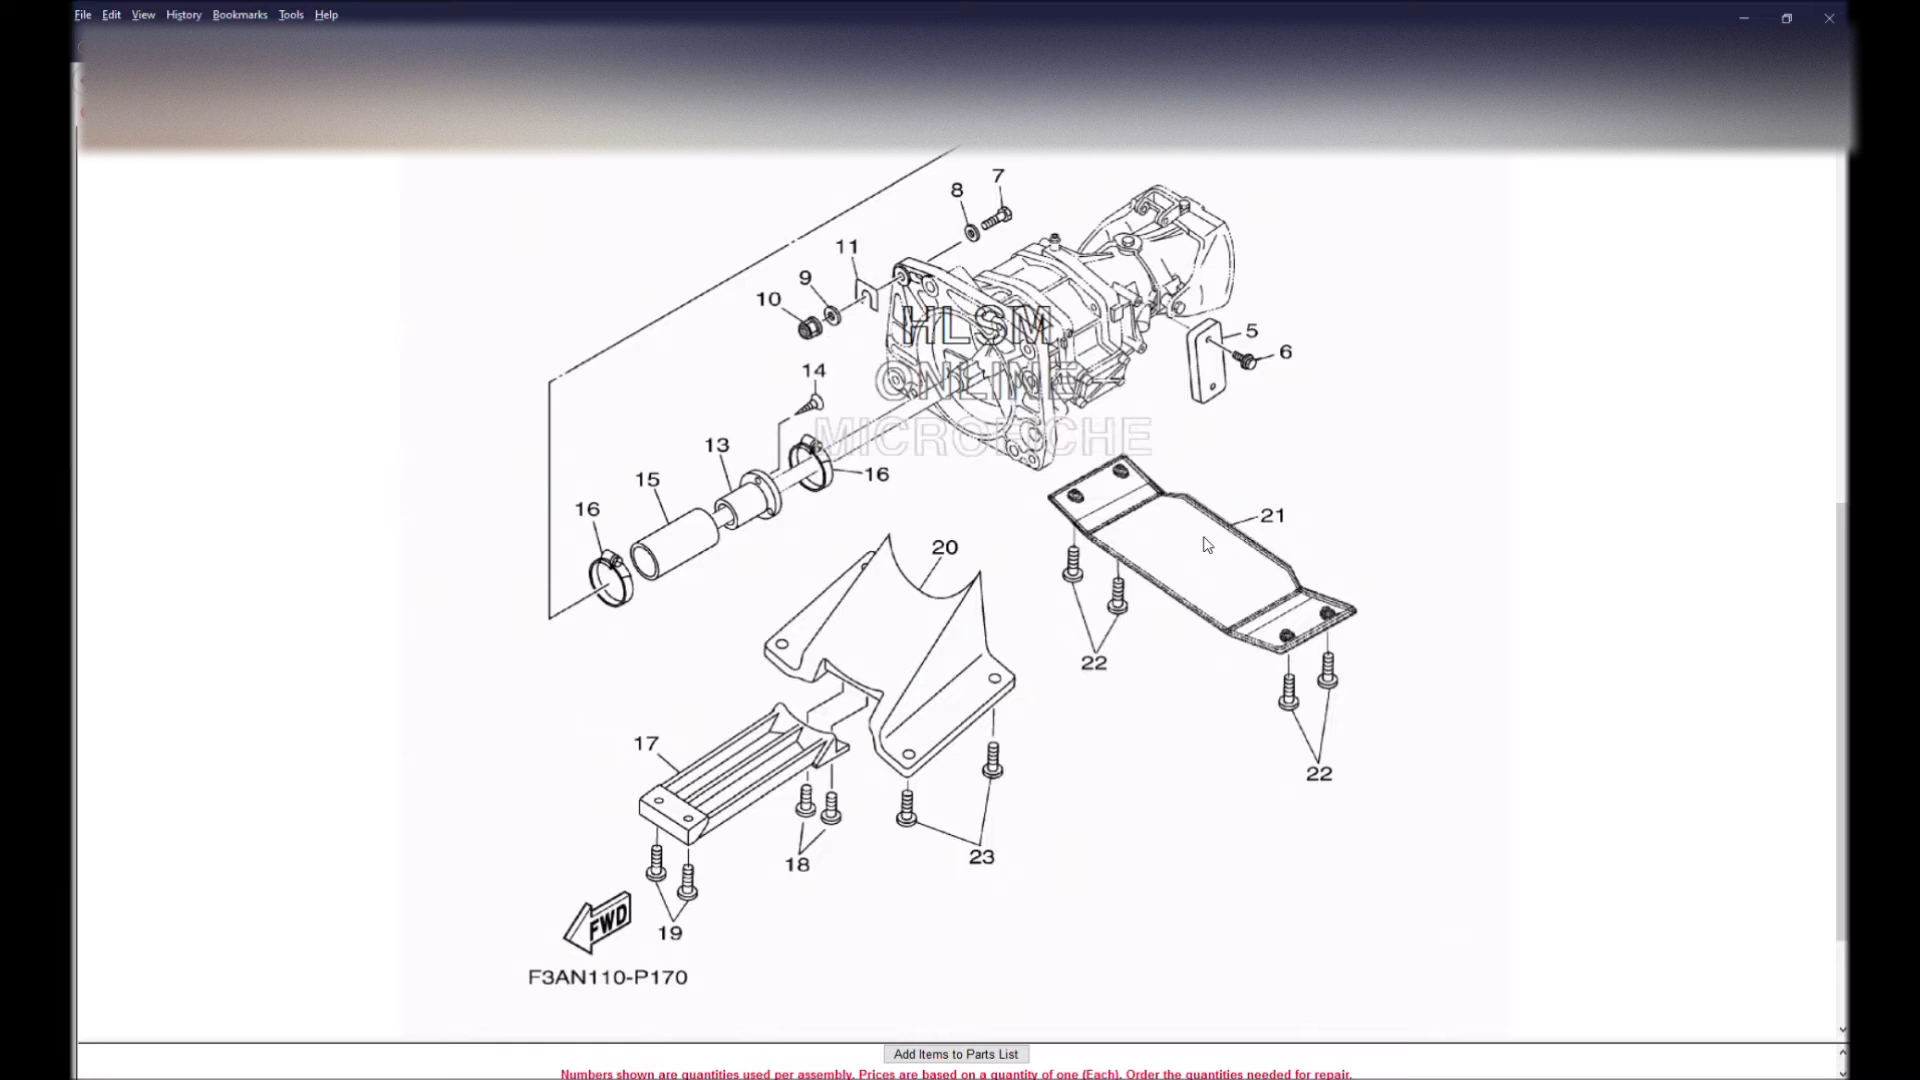 File Edit View History Bookmarks Tools Help
7
8
11
9
10
5
6
14
13
16
15
16
21
20
22
17
22
23
18
19
HLSM
ONLINE
MICROFICHE
FWD
F3AN110-P170
Add Items to Parts List
Numbers shown are quantities used per assembly. Prices are based on a quantity of one (Each). Order the quantities needed for repair.